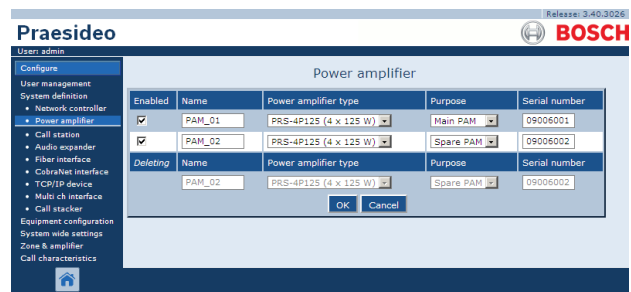 Release: 3.40.3026
Praesideo
BOSCH
User: admin
Configure
User management
System definition
• Network controller
• Power amplifier
• Call station
• Audio expander
• Fiber interface
• CobraNet interface
• TCP/IP device
• Multi ch interface
• Call stacker
Equipment configuration
System wide settings
Zone & amplifier
Call characteristics
Power amplifier
Enabled Name Power amplifier type Purpose Serial number
PAM_01 PRS-4P125 (4 x 125 W) Main PAM 09006001
PAM_02 PRS-4P125 (4 x 125 W) Spare PAM 09006002
Deleting Name Power amplifier type Purpose Serial number
PAM_02 PRS-4P125 (4 x 125 W) Spare PAM 09006002
OK Cancel